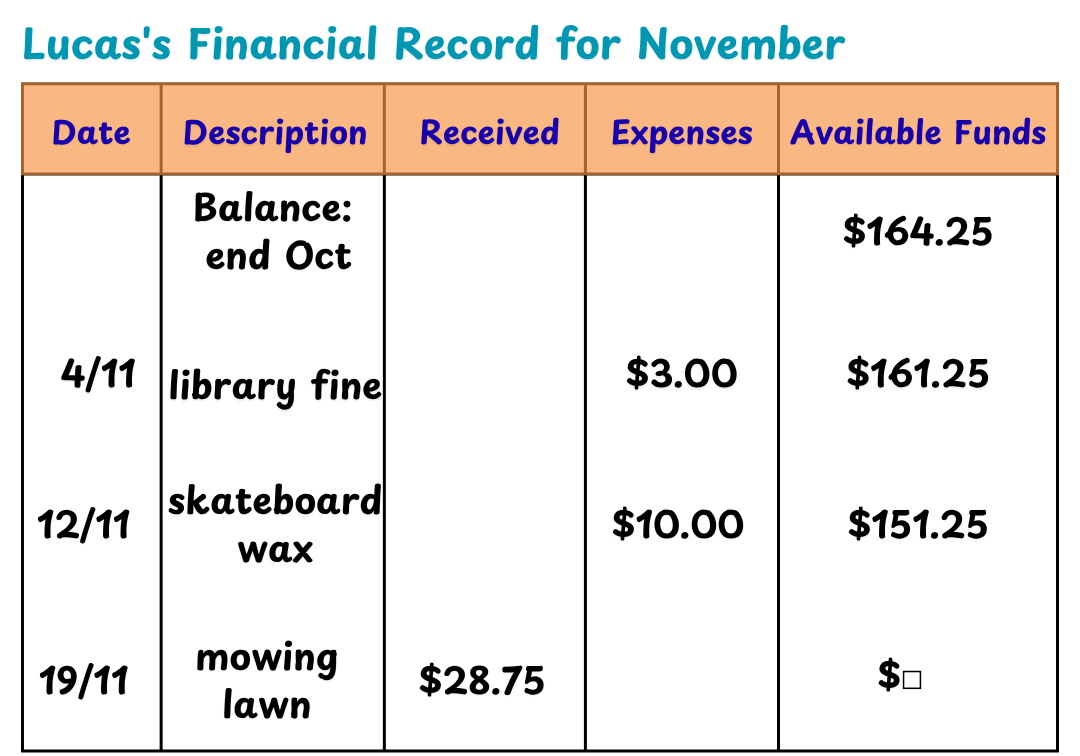 Lucas's Financial Record for November
Date Description Received Expenses Available Funds
Balance:
end Oct
$164.25
4/11 library fine $3.00 $161.25
skateboard
wax
12/11 $10.00 $151.25
mowing
lawn
19/11 $28.75 $□